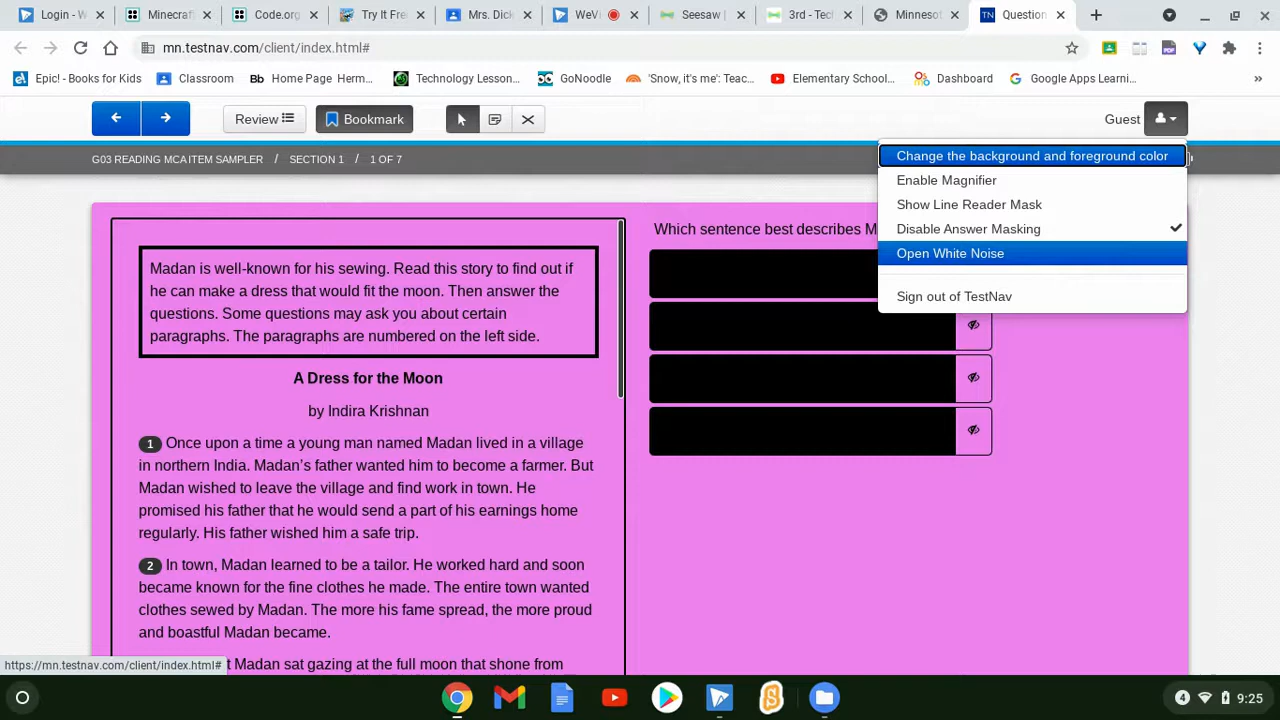 Login - W
Minecraf
Code.org
Try It Fre
Mrs. Dick
WeVi
Seesaw
3rd - Tec
Minnesot
Question
mn.testnav.com/client/index.html#
Epic! - Books for Kids
Classroom
Bb Home Page Herm...
Technology Lesson...
GoNoodle
'Snow, it's me': Teac...
Elementary School...
Dashboard
Google Apps Learni...
»
Review
Bookmark
Guest
G03 READING MCA ITEM SAMPLER / SECTION 1 / 1 OF 7
Change the background and foreground color
Enable Magnifier
Show Line Reader Mask
Disable Answer Masking
Open White Noise
Sign out of TestNav
Madan is well-known for his sewing. Read this story to find out if
he can make a dress that would fit the moon. Then answer the
questions. Some questions may ask you about certain
paragraphs. The paragraphs are numbered on the left side.
A Dress for the Moon
by Indira Krishnan
1 Once upon a time a young man named Madan lived in a village
in northern India. Madan's father wanted him to become a farmer. But
Madan wished to leave the village and find work in town. He
promised his father that he would send a part of his earnings home
regularly. His father wished him a safe trip.
2 In town, Madan learned to be a tailor. He worked hard and soon
became known for the fine clothes he made. The entire town wanted
clothes sewed by Madan. The more his fame spread, the more proud
and boastful Madan became.
Madan sat gazing at the full moon that shone from
Which sentence best describes M
https://mn.testnav.com/client/index.html#
4
9:25